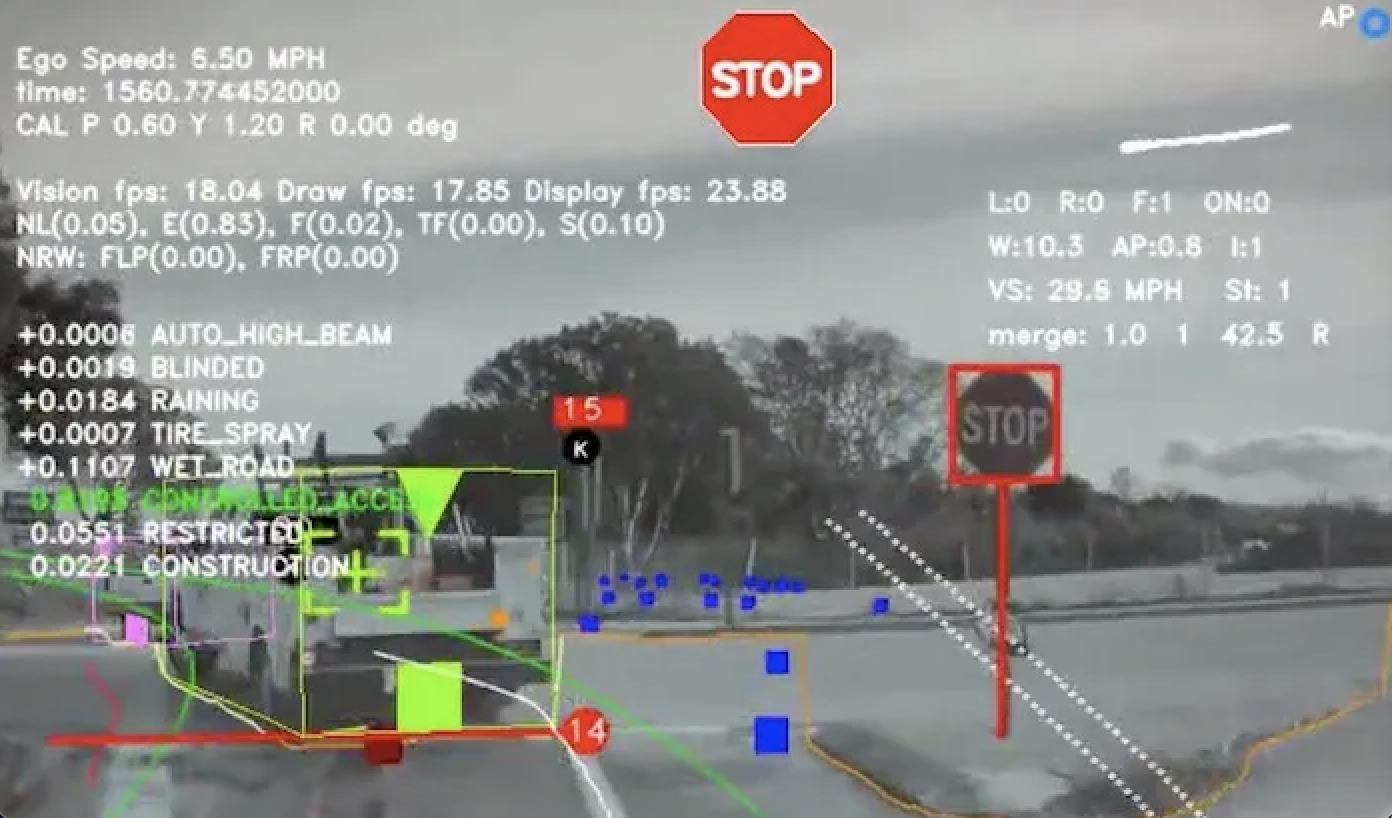 AP
STOP
Ego Speed: 6.50 MPH
time: 1560.774452000
CAL P 0.60 Y 1.20 R 0.00 deg
Vision fps: 18.04 Draw fps: 17.85 Display fps: 23.88
NL(0.05), E(0.83), F(0.02), TF(0.00), S(0.10)
NRW: FLP(0.00), FRP(0.00)
L:0 R:0 F:1 ON:0
W:10.3 AP:0.8 I:1
VS: 29.8 MPH St: 1
merge: 1.0 1 42.5 R
+0.0006 AUTO_HIGH_BEAM
+0.0019 BLINDED
+0.0184 RAINING
+0.0007 TIRE_SPRAY
+0.1107 WET_ROAD
CONTROLLED_ACCE
0.0551 RESTRICTED
0.0221 CONSTRUCTION
15
K
STOP
14